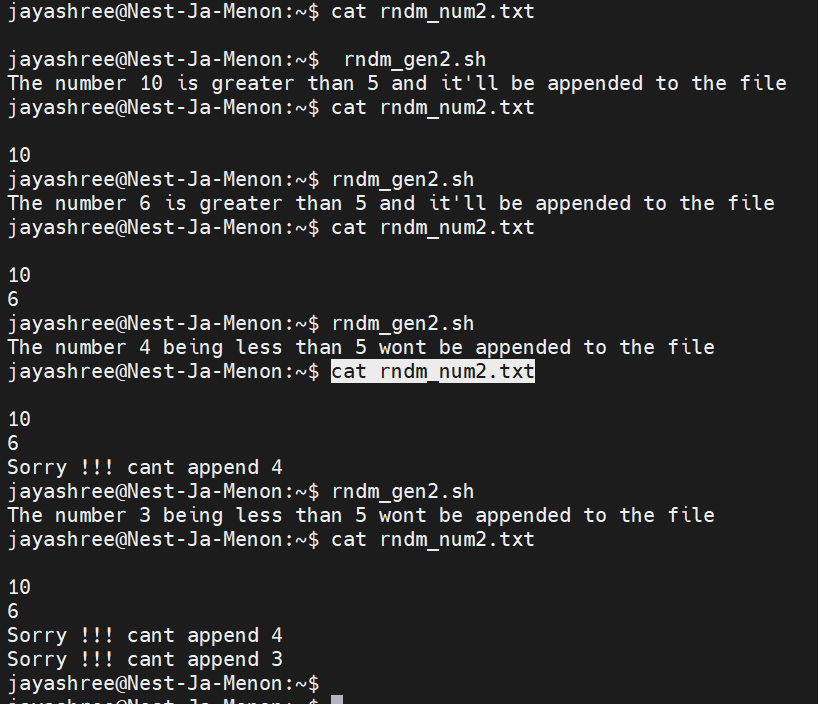 jayashree@Nest-Ja-Menon:~$ cat rndm_num2.txt
jayashree@Nest-Ja-Menon:~$  rndm_gen2.sh
The number 10 is greater than 5 and it'll be appended to the file
jayashree@Nest-Ja-Menon:~$ cat rndm_num2.txt
10
jayashree@Nest-Ja-Menon:~$ rndm_gen2.sh
The number 6 is greater than 5 and it'll be appended to the file
jayashree@Nest-Ja-Menon:~$ cat rndm_num2.txt
10
6
jayashree@Nest-Ja-Menon:~$ rndm_gen2.sh
The number 4 being less than 5 wont be appended to the file
jayashree@Nest-Ja-Menon:~$ cat rndm_num2.txt
10
6
Sorry !!! cant append 4
jayashree@Nest-Ja-Menon:~$ rndm_gen2.sh
The number 3 being less than 5 wont be appended to the file
jayashree@Nest-Ja-Menon:~$ cat rndm_num2.txt
10
6
Sorry !!! cant append 4
Sorry !!! cant append 3
jayashree@Nest-Ja-Menon:~$
jayashree@Nest-Ja-Menon:~$